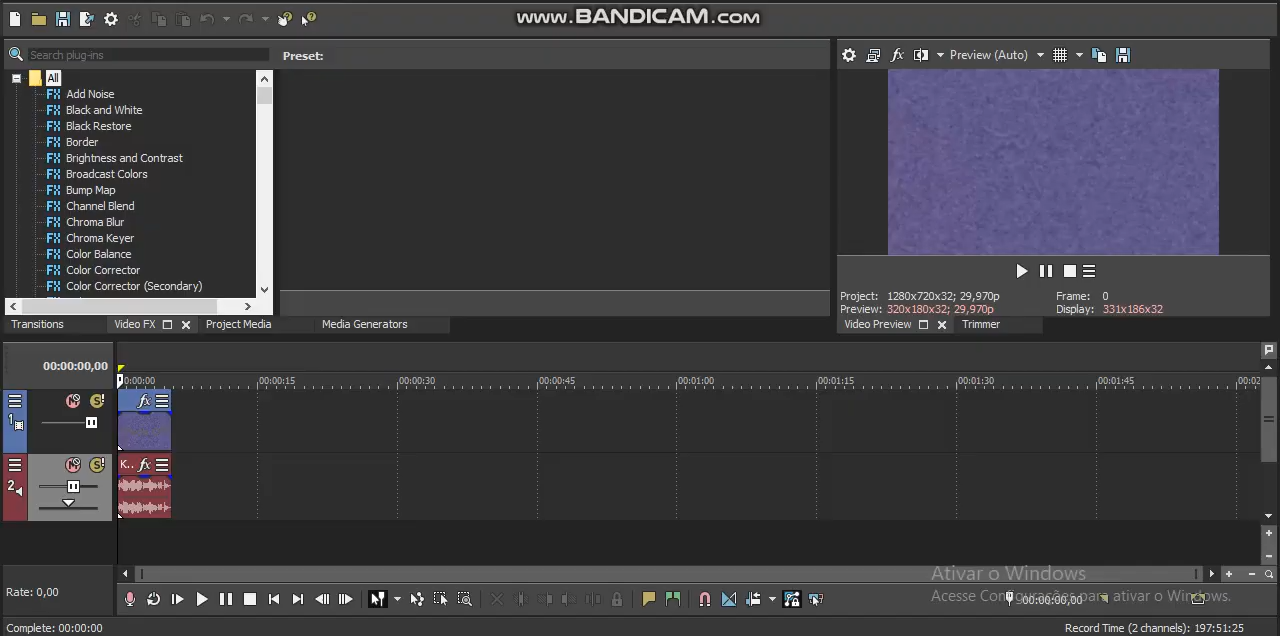 www.BANDICAM.com
Search plug-ins
Preset:
Preview (Auto)
All
Add Noise
Black and White
Black Restore
Border
Brightness and Contrast
Broadcast Colors
Bump Map
Channel Blend
Chroma Blur
Chroma Keyer
Color Balance
Color Corrector
Color Corrector (Secondary)
Project: 1280x720x32; 29,970p
Frame: 0
Preview: 320x180x32; 29,970p
Display: 331x186x32
Transitions
Video FX
Project Media
Media Generators
Video Preview
Trimmer
00:00:00,00
00:00:15
00:00:30
00:00:45
00:01:00
00:01:15
00:01:30
00:01:45
1
K..
2
Ativar o Windows
Acesse Configurações para ativar o Windows.
Rate: 0,00
00:00:00,00
Complete: 00:00:00
Record Time (2 channels): 197:51:25